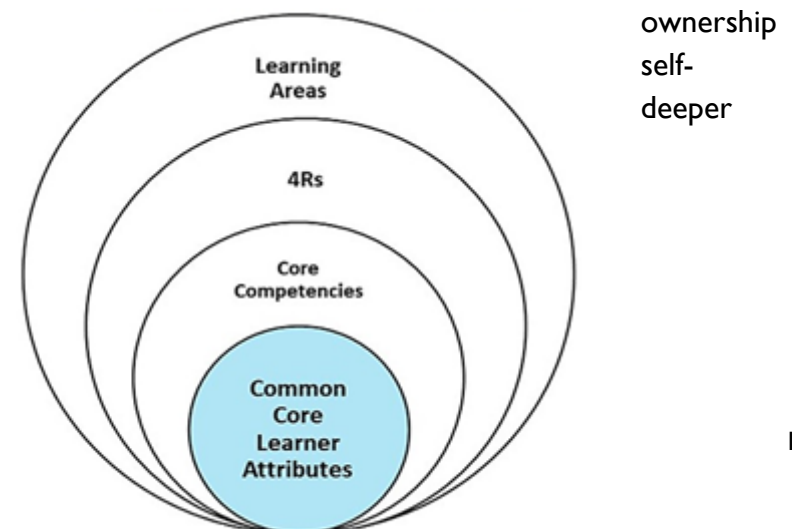 ownership
self-
deeper
Learning
Areas
4Rs
Core
Competencies
Common
Core
Learner
Attributes